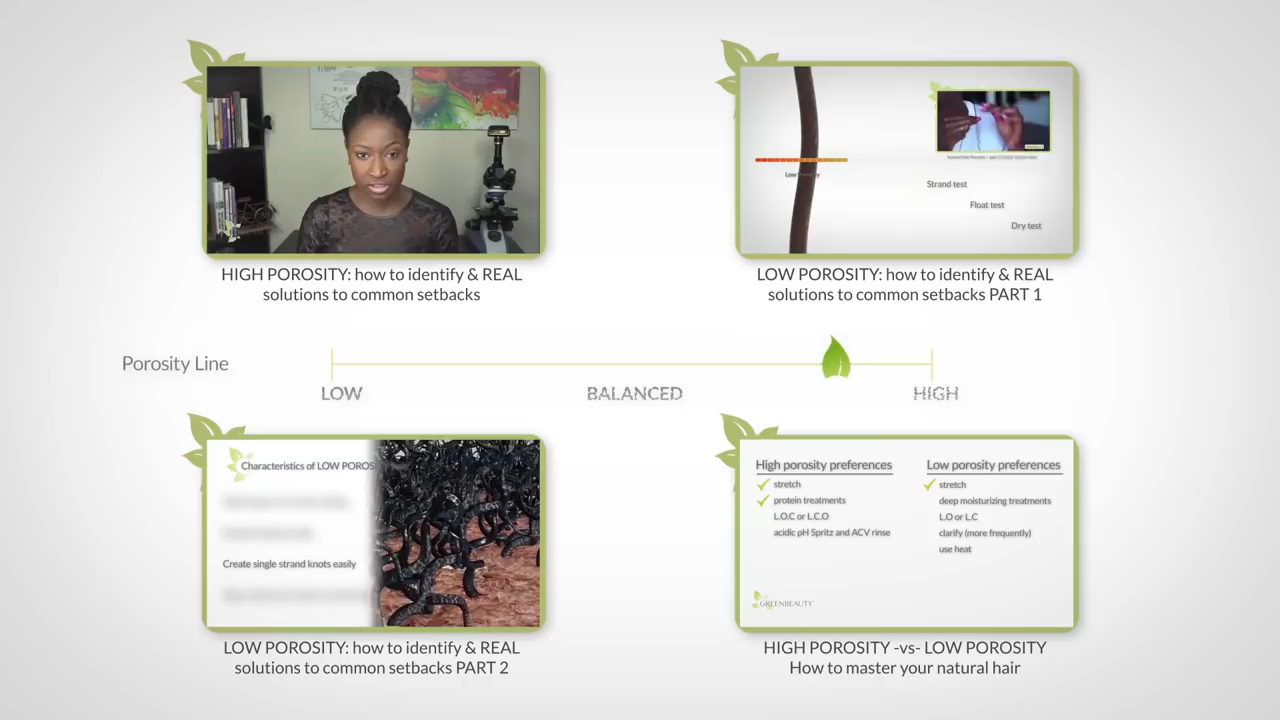 HIGH POROSITY: how to identify & REAL
solutions to common setbacks
Low
Strand test
Float test
Dry test
LOW POROSITY: how to identify & REAL
solutions to common setbacks PART 1
Porosity Line
LOW
BALANCED
HIGH
Characteristics of LOW POROS
Create single strand knots easily
LOW POROSITY: how to identify & REAL
solutions to common setbacks PART 2
High porosity preferences
stretch
protein treatments
L.O.C or L.C.O
acidic pH Spritz and ACV rinse
Low porosity preferences
stretch
deep moisturizing treatments
L.O or L.C
clarify (more frequently)
use heat
GREENBEAUTY
HIGH POROSITY -vs- LOW POROSITY
How to master your natural hair